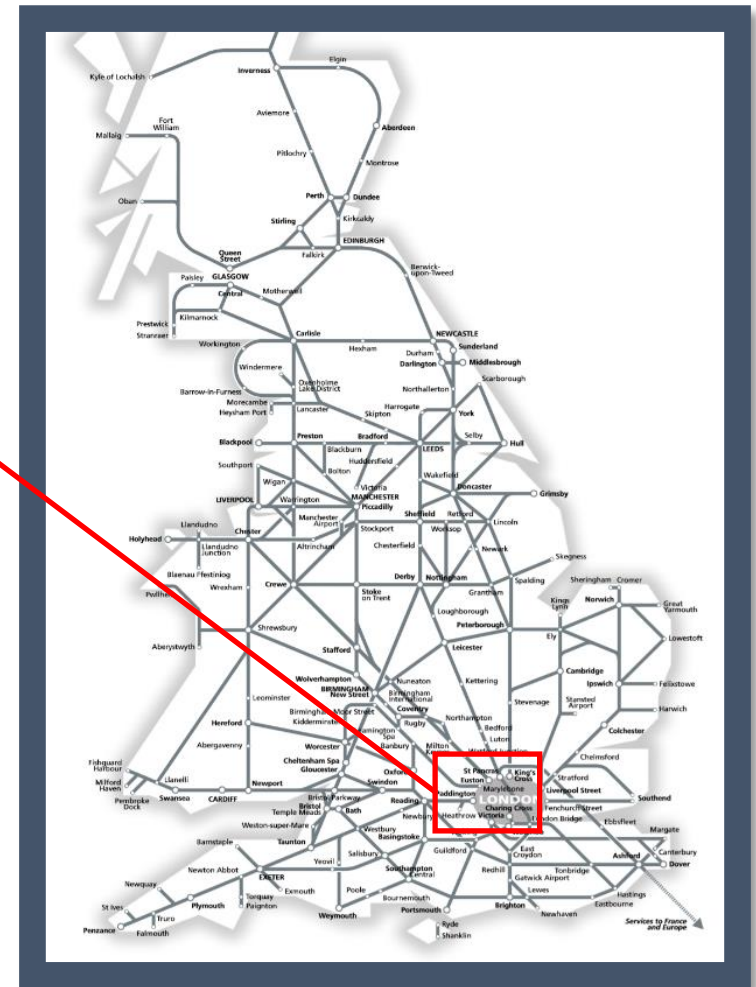 Elgin
Inverness
Kyle of Lochalsh
Aviemore
Fort
William
Mallaig
Aberdeen
Pitlochry
Montrose
Perth
Dundee
Oban
Stirling
Kirkcaldy
EDINBURGH
Queen
Street
Falkirk
GLASGOW
Central
Paisley
Motherwell
Berwick-
upon-Tweed
Kilmarnock
Prestwick
Stranraer
Carlisle
NEWCASTLE
Workington
Hexham
Sunderland
Durham
Darlington
Middlesbrough
Windermere
Oxenholme
Lake District
Northallerton
Scarborough
Barrow-in-Furness
Morecambe
Heysham Port
Lancaster
Harrogate
Skipton
York
Blackpool
Preston
Bradford
LEEDS
Selby
Hull
Blackburn
Huddersfield
Southport
Bolton
Wigan
Victoria
Wakefield
Doncaster
LIVERPOOL
Warrington
MANCHESTER
Piccadilly
Grimsby
Manchester
Airport
Stockport
Sheffield
Retford
Lincoln
Worksop
Llandudno
Holyhead
Chester
Llandudno
Junction
Altrincham
Chesterfield
Newark
Skegness
Blaenau Ffestiniog
Wrexham
Crewe
Stoke
on Trent
Derby
Nottingham
Grantham
Spalding
Sheringham
Cromer
Kings
Lynn
Norwich
Great
Yarmouth
Loughborough
Peterborough
Shrewsbury
Ely
Lowestoft
Aberystwyth
Stafford
Leicester
Wolverhampton
BIRMINGHAM
New Street
Nuneaton
Birmingham
International
Kettering
Cambridge
Ipswich
Felixstowe
Leominster
Birmingham Moor Street
Kidderminster
Coventry
Rugby
Northampton
Stevenage
Stansted
Airport
Harwich
Hereford
Bedford
Luton
Colchester
Worcester
Banbury
Milton
Abergavenny
Cheltenham Spa
Gloucester
Oxford
Chelmsford
Fishguard
Harbour
Milford
Haven
Pembroke
Dock
Llanelli
Swansea
CARDIFF
Newport
Swindon
St Pancras
King's
Cross
Euston
Marylebone
Paddington
LONDON
Stratford
Liverpool Street
Fenchurch Street
Southend
Bristol Parkway
Bristol
Temple Meads
Bath
Reading
Charing Cross
Heathrow
Victoria
London Bridge
Ebbsfleet
Margate
Weston-super-Mare
Newbury
Westbury
Basingstoke
Guildford
East
Croydon
Canterbury
Ashford
Dover
Barnstaple
Taunton
Salisbury
Redhill
Tonbridge
Newton Abbot
EXETER
Yeovil
Southampton
Central
Gatwick Airport
Newquay
Exmouth
Poole
Bournemouth
Lewes
Hastings
Eastbourne
St Ives
Plymouth
Torquay
Paignton
Weymouth
Portsmouth
Brighton
Newhaven
Truro
Falmouth
Penzance
Ryde
Shanklin
Services to France
and Europe